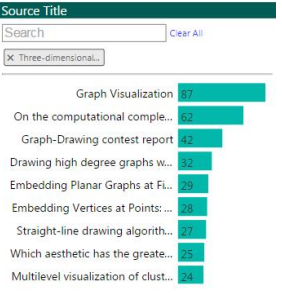 Source Title
Search Clear All
× Three-dimensional...
Graph Visualization 87
On the computational comple... 62
Graph-Drawing contest report 42
Drawing high degree graphs w... 32
Embedding Planar Graphs at Fi... 29
Embedding Vertices at Points: ... 28
Straight-line drawing algorith... 27
Which aesthetic has the greate... 25
Multilevel visualization of clust... 24